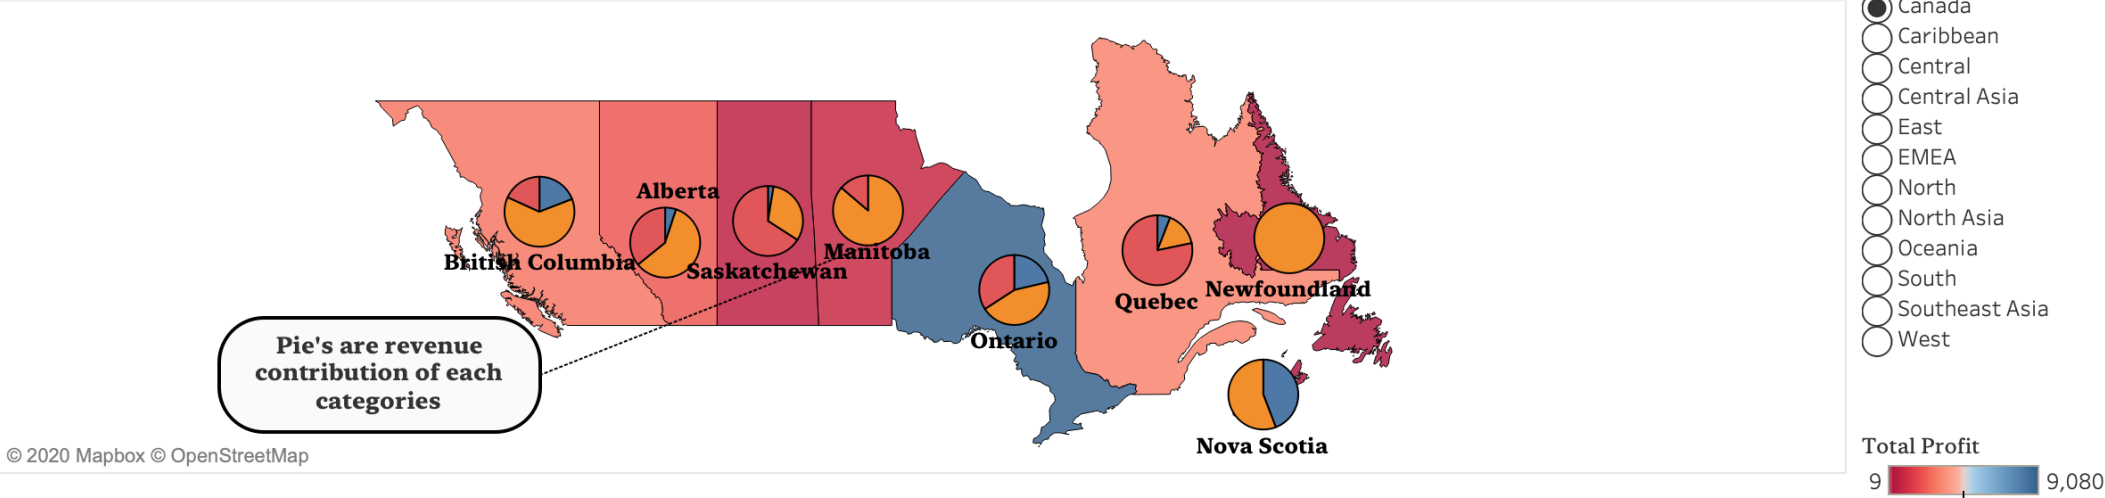 Canada
Caribbean
Central
Central Asia
East
EMEA
North
North Asia
Oceania
South
Southeast Asia
West
Alberta
British Columbia
Saskatchewan
Manitoba
Ontario
Quebec
Newfoundland
Nova Scotia
Pie's are revenue
contribution of each
categories
© 2020 Mapbox © OpenStreetMap
Total Profit
9 9,080